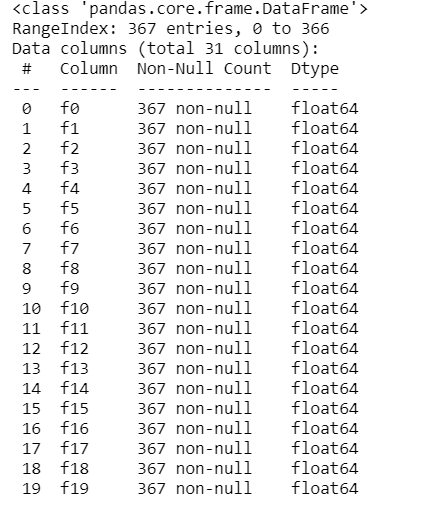 <class 'pandas.core.frame.DataFrame'>
RangeIndex: 367 entries, 0 to 366
Data columns (total 31 columns):
 #   Column  Non-Null Count  Dtype
---  ------  --------------  -----
 0   f0      367 non-null    float64
 1   f1      367 non-null    float64
 2   f2      367 non-null    float64
 3   f3      367 non-null    float64
 4   f4      367 non-null    float64
 5   f5      367 non-null    float64
 6   f6      367 non-null    float64
 7   f7      367 non-null    float64
 8   f8      367 non-null    float64
 9   f9      367 non-null    float64
 10  f10     367 non-null    float64
 11  f11     367 non-null    float64
 12  f12     367 non-null    float64
 13  f13     367 non-null    float64
 14  f14     367 non-null    float64
 15  f15     367 non-null    float64
 16  f16     367 non-null    float64
 17  f17     367 non-null    float64
 18  f18     367 non-null    float64
 19  f19     367 non-null    float64